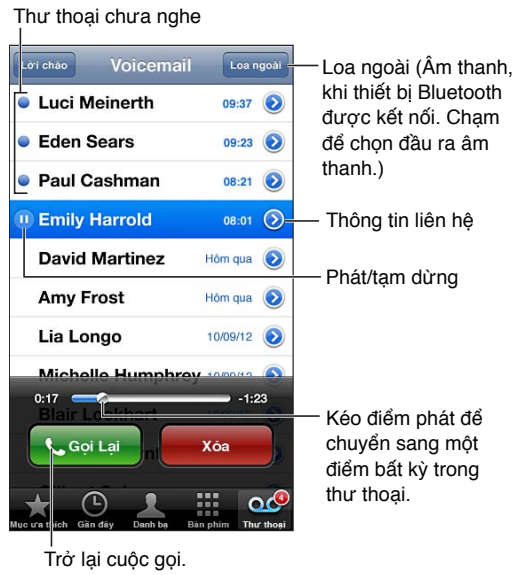 Thư thoại chưa nghe
Lời chào
Voicemail
Loa ngoài
Luci Meinerth
09:37
Eden Sears
09:23
Paul Cashman
08:21
Emily Harrold
08:01
David Martinez
Hôm qua
Amy Frost
Hôm qua
Lia Longo
10/09/12
Michelle Humphrey
10/09/12
0:17
-1:23
Blair Lockhart
Gọi Lại
Xóa
Mục ưa thích
Gần đây
Danh bạ
Bàn phím
Thư thoại
4
Loa ngoài (Âm thanh,
khi thiết bị Bluetooth
được kết nối. Chạm
để chọn đầu ra âm
thanh.)
Thông tin liên hệ
Phát/tạm dừng
Kéo điểm phát để
chuyển sang một
điểm bất kỳ trong
thư thoại.
Trở lại cuộc gọi.